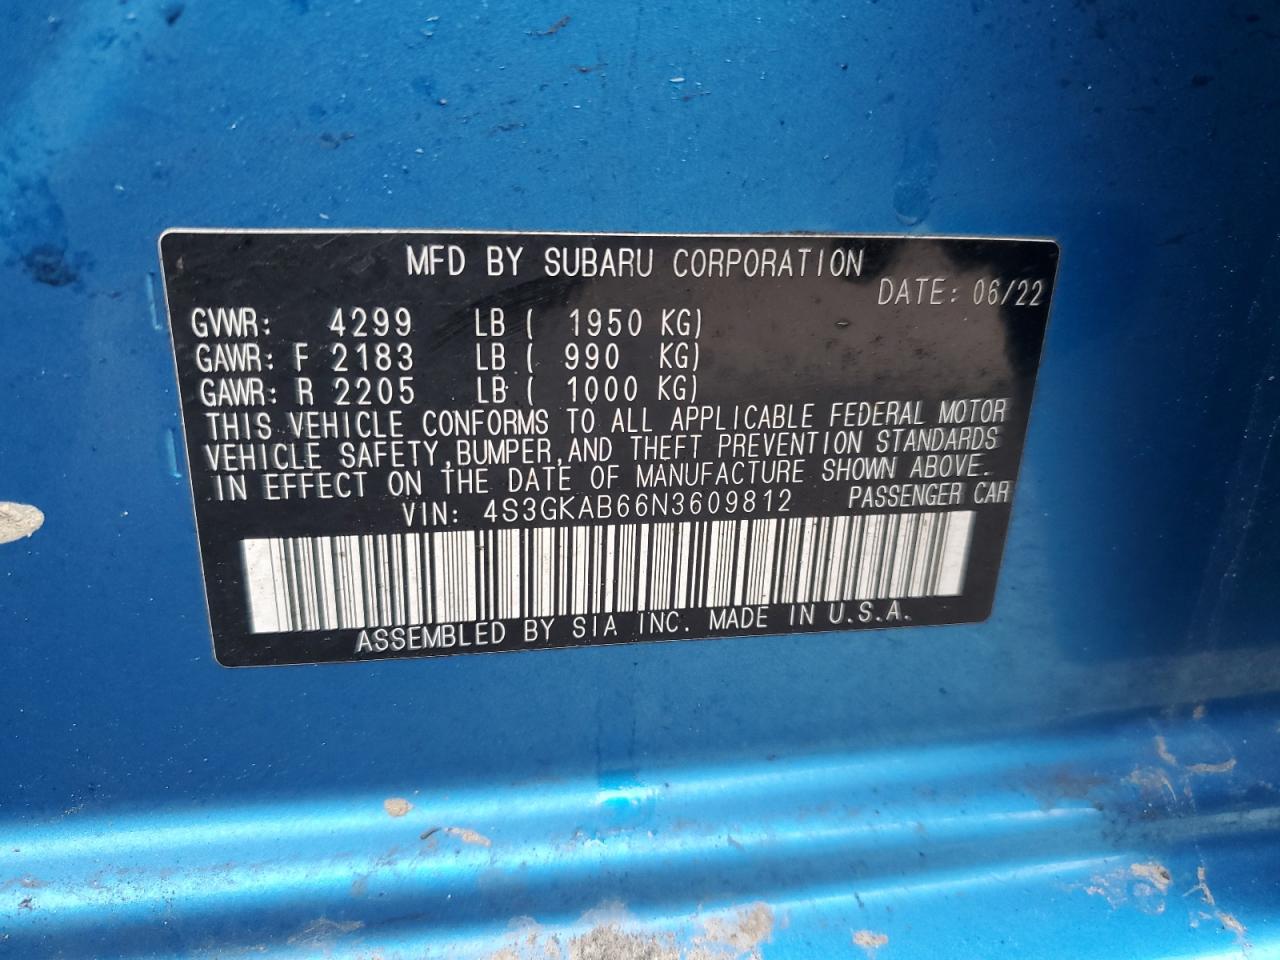 MFD BY SUBARU CORPORATION
DATE: 06/22
GVWR: 4299 LB ( 1950 KG)
GAWR: F 2183 LB ( 990 KG)
GAWR: R 2205 LB ( 1000 KG)
THIS VEHICLE CONFORMS TO ALL APPLICABLE FEDERAL MOTOR
VEHICLE SAFETY,BUMPER,AND THEFT PREVENTION STANDARDS
IN EFFECT ON THE DATE OF MANUFACTURE SHOWN ABOVE.
VIN: 4S3GKAB66N3609812 PASSENGER CAR
ASSEMBLED BY SIA INC. MADE IN U.S.A.